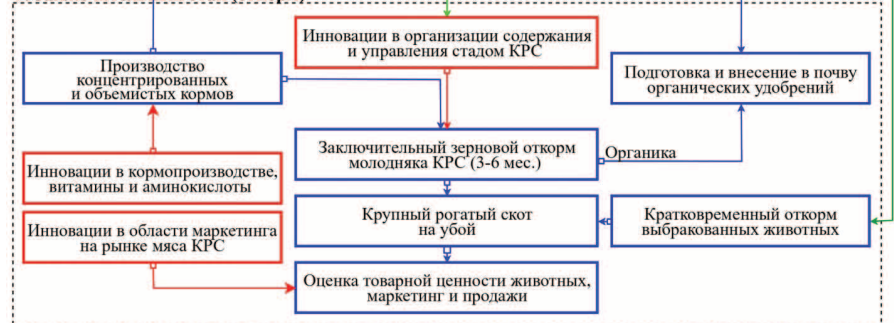 Инновации в организации содержания
и управления стадом КРС
Производство
концентрированных
и объемистых кормов
Подготовка и внесение в почву
органических удобрений
Заключительный зерновой откорм
молодняка КРС (3-6 мес.)
Органика
Инновации в кормопроизводстве,
витамины и аминокислоты
Крупный рогатый скот
на убой
Кратковременный откорм
выбракованных животных
Инновации в области маркетинга
на рынке мяса КРС
Оценка товарной ценности животных,
маркетинг и продажи